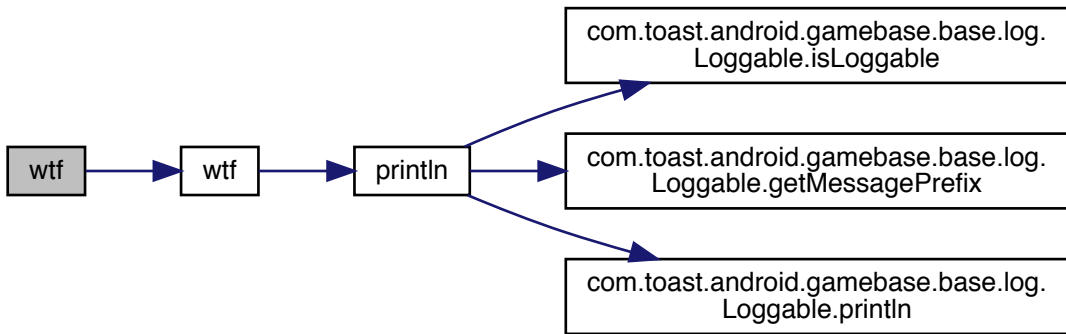 wtf
wtf
println
com.toast.android.gamebase.base.log.
Loggable.isLoggable
com.toast.android.gamebase.base.log.
Loggable.getMessagePrefix
com.toast.android.gamebase.base.log.
Loggable.println